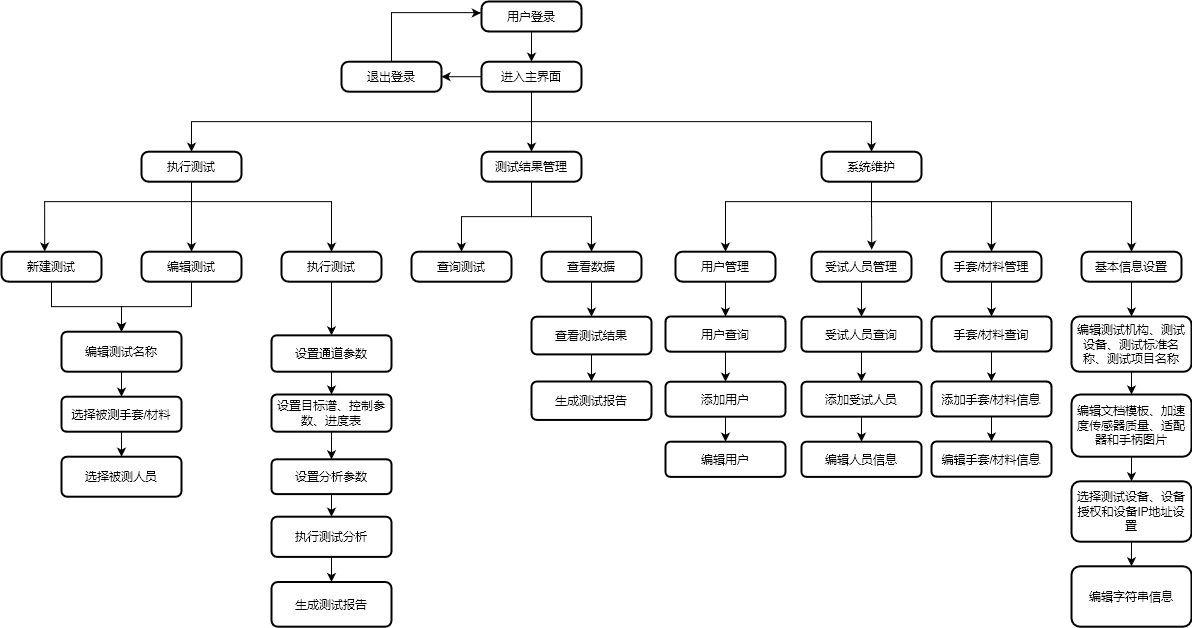 用户登录
退出登录
进入主界面
执行测试
测试结果管理
系统维护
新建测试
编辑测试
执行测试
查询测试
查看数据
用户管理
受试人员管理
手套/材料管理
基本信息设置
编辑测试名称
选择被测手套/材料
选择被测人员
设置通道参数
设置目标谱、控制参
数、进度表
设置分析参数
执行测试分析
生成测试报告
查看测试结果
生成测试报告
用户查询
添加用户
编辑用户
受试人员查询
添加受试人员
编辑人员信息
手套/材料查询
添加手套/材料信息
编辑手套/材料信息
编辑测试机构、测试
设备、测试标准名
称、测试项目名称
编辑文档模板、加速
度传感器质量、适配
器和手柄图片
选择测试设备、设备
授权和设备IP地址设
置
编辑字符串信息